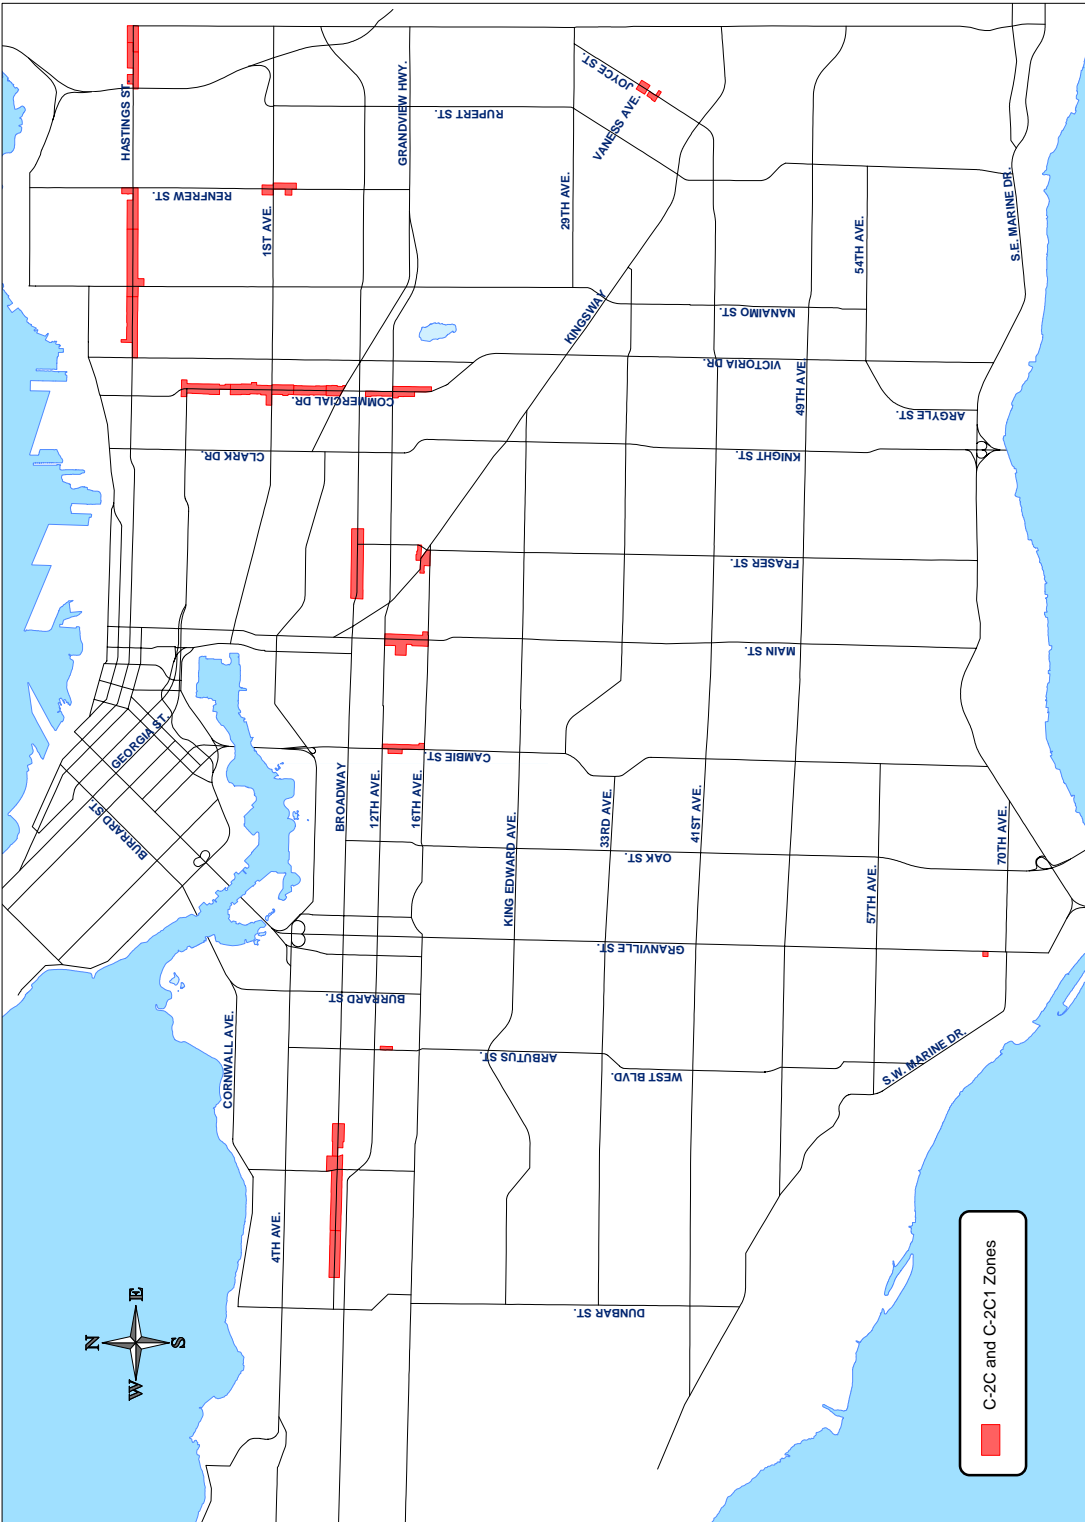 HASTINGS ST.
GRANDVIEW HWY.
JOYCE ST.
RUPERT ST.
VANESS AVE.
RENFREW ST.
1ST AVE.
29TH AVE.
54TH AVE.
S.E. MARINE DR.
KINGSWAY
NANAIMO ST.
VICTORIA DR.
49TH AVE.
COMMERCIAL DR.
ARGYLE ST.
CLARK DR.
KNIGHT ST.
FRASER ST.
MAIN ST.
GEORGIA ST.
CAMBIE ST.
BURRARD ST.
BROADWAY
12TH AVE.
16TH AVE.
KING EDWARD AVE.
33RD AVE.
41ST AVE.
OAK ST.
70TH AVE.
57TH AVE.
GRANVILLE ST.
BURRARD ST.
CORNWALL AVE.
ARBUTUS ST.
WEST BLVD.
S.W. MARINE DR.
4TH AVE.
DUNBAR ST.
N
E
S
W
C-2C and C-2C1 Zones